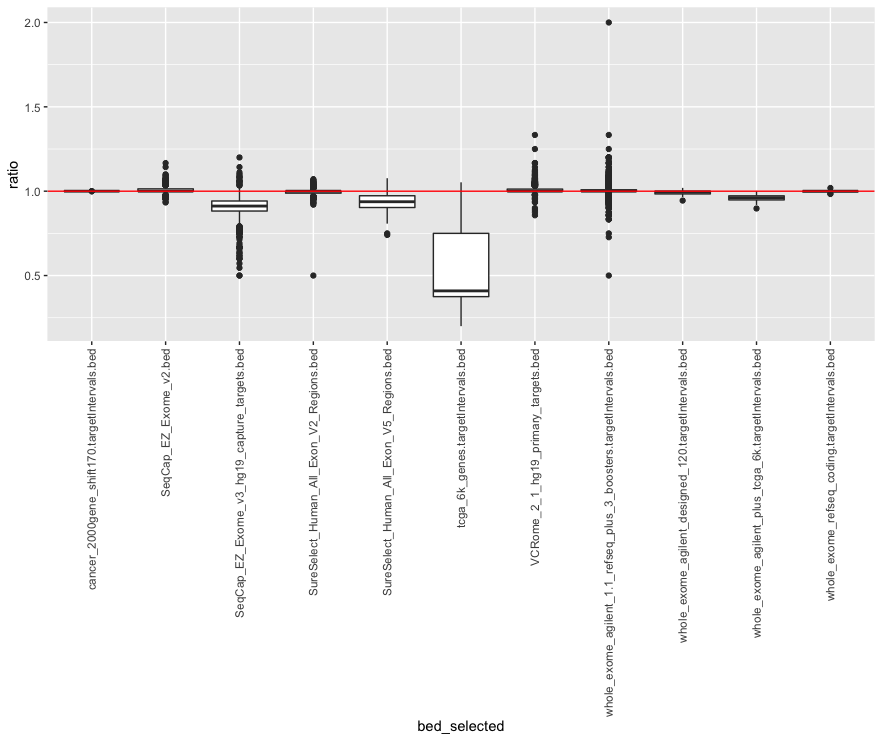 2.0
1.5
1.0
0.5
ratio
cancer_2000gene_shift170.targetIntervals.bed
SeqCap_EZ_Exome_v2.bed
SeqCap_EZ_Exome_v3_hg19_capture_targets.bed
SureSelect_Human_All_Exon_V2_Regions.bed
SureSelect_Human_All_Exon_V5_Regions.bed
tcga_6k_genes.targetIntervals.bed
VCRome_2_1_hg19_primary_targets.bed
whole_exome_agilent_1.1_refseq_plus_3_boosters.targetIntervals.bed
whole_exome_agilent_designed_120.targetIntervals.bed
whole_exome_agilent_plus_tcga_6k.targetIntervals.bed
whole_exome_refseq_coding.targetIntervals.bed
bed_selected